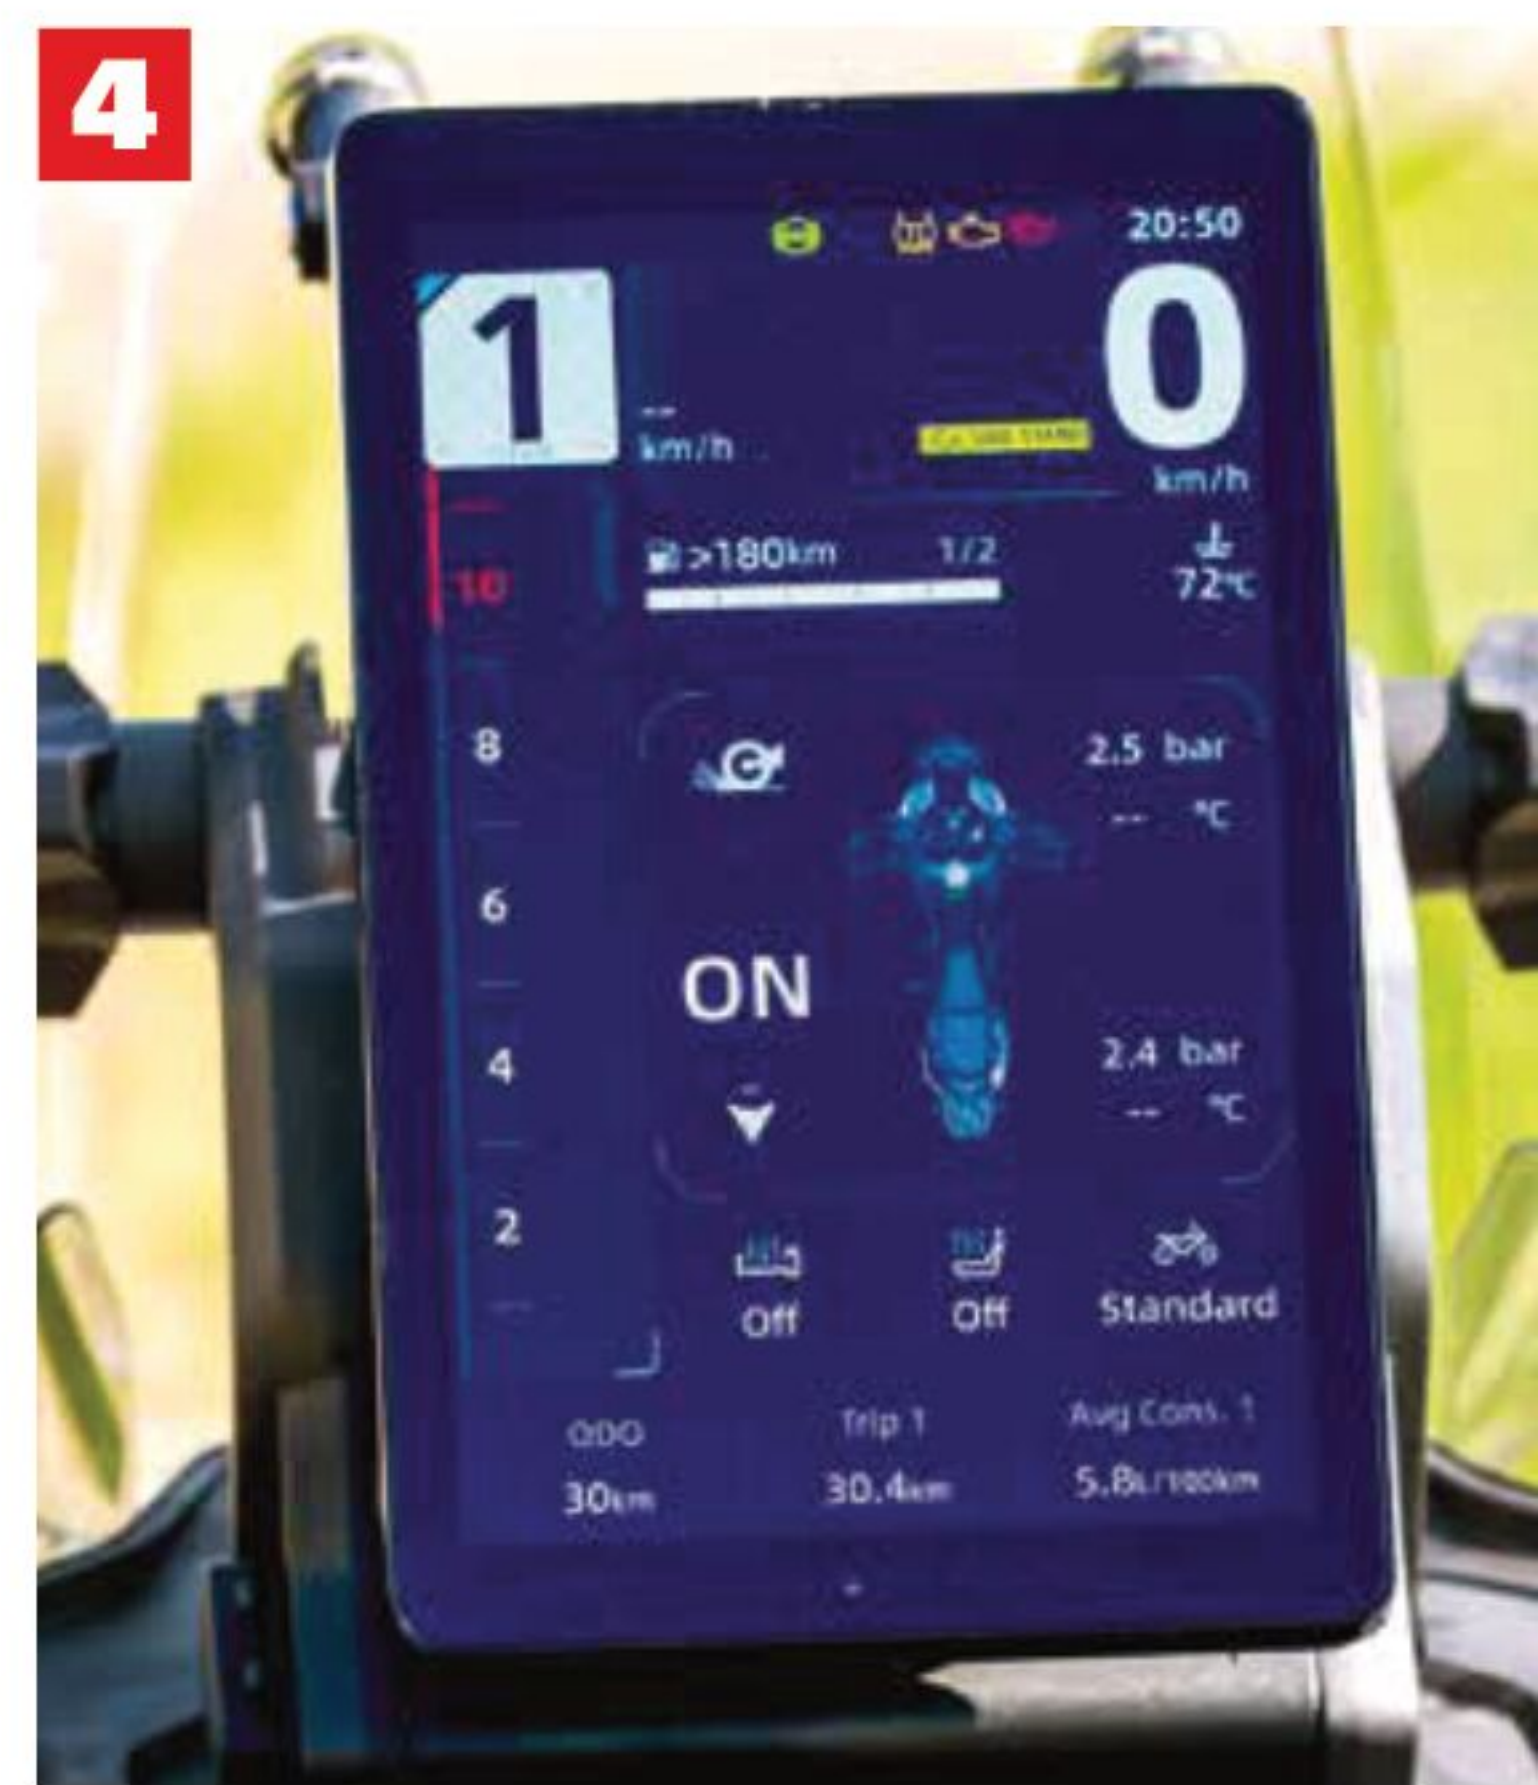 4
20:50
1
0
--
km/h
km/h
>180km 1/2
72°C
10
8
2.5 bar
-- °C
6
ON
4
2.4 bar
-- °C
2
Off
Off
Standard
ODO
Trip 1
Avg Cons. 1
30km
30.4km
5.8L/100km